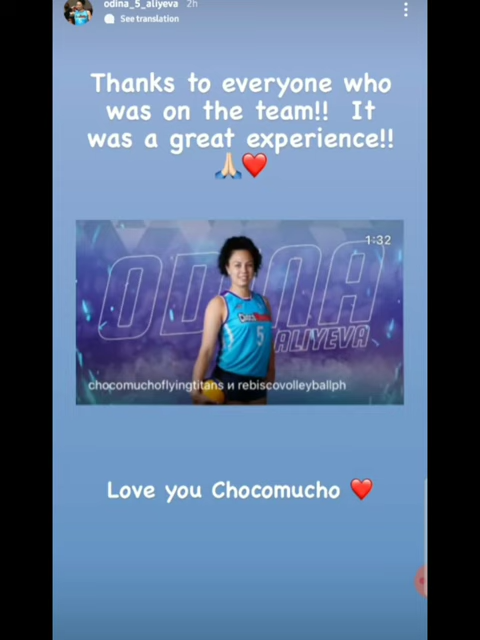 odina_5_aliyeva 2h
See translation
Thanks to everyone who
was on the team!! It
was a great experience!!
🙏🏻❤️
1:32
ODINA
ALIYEVA
5
chocomuchoflyingtitans и rebiscovolleyballph
Love you Chocomucho ❤️